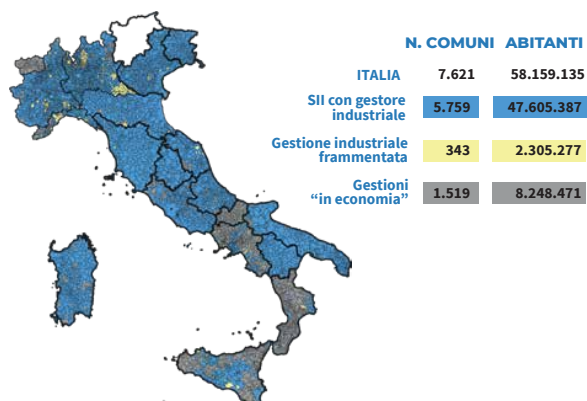 N. COMUNI ABITANTI
ITALIA 7.621 58.159.135
SII con gestore
industriale 5.759 47.605.387
Gestione industriale
frammentata 343 2.305.277
Gestioni
“in economia” 1.519 8.248.471